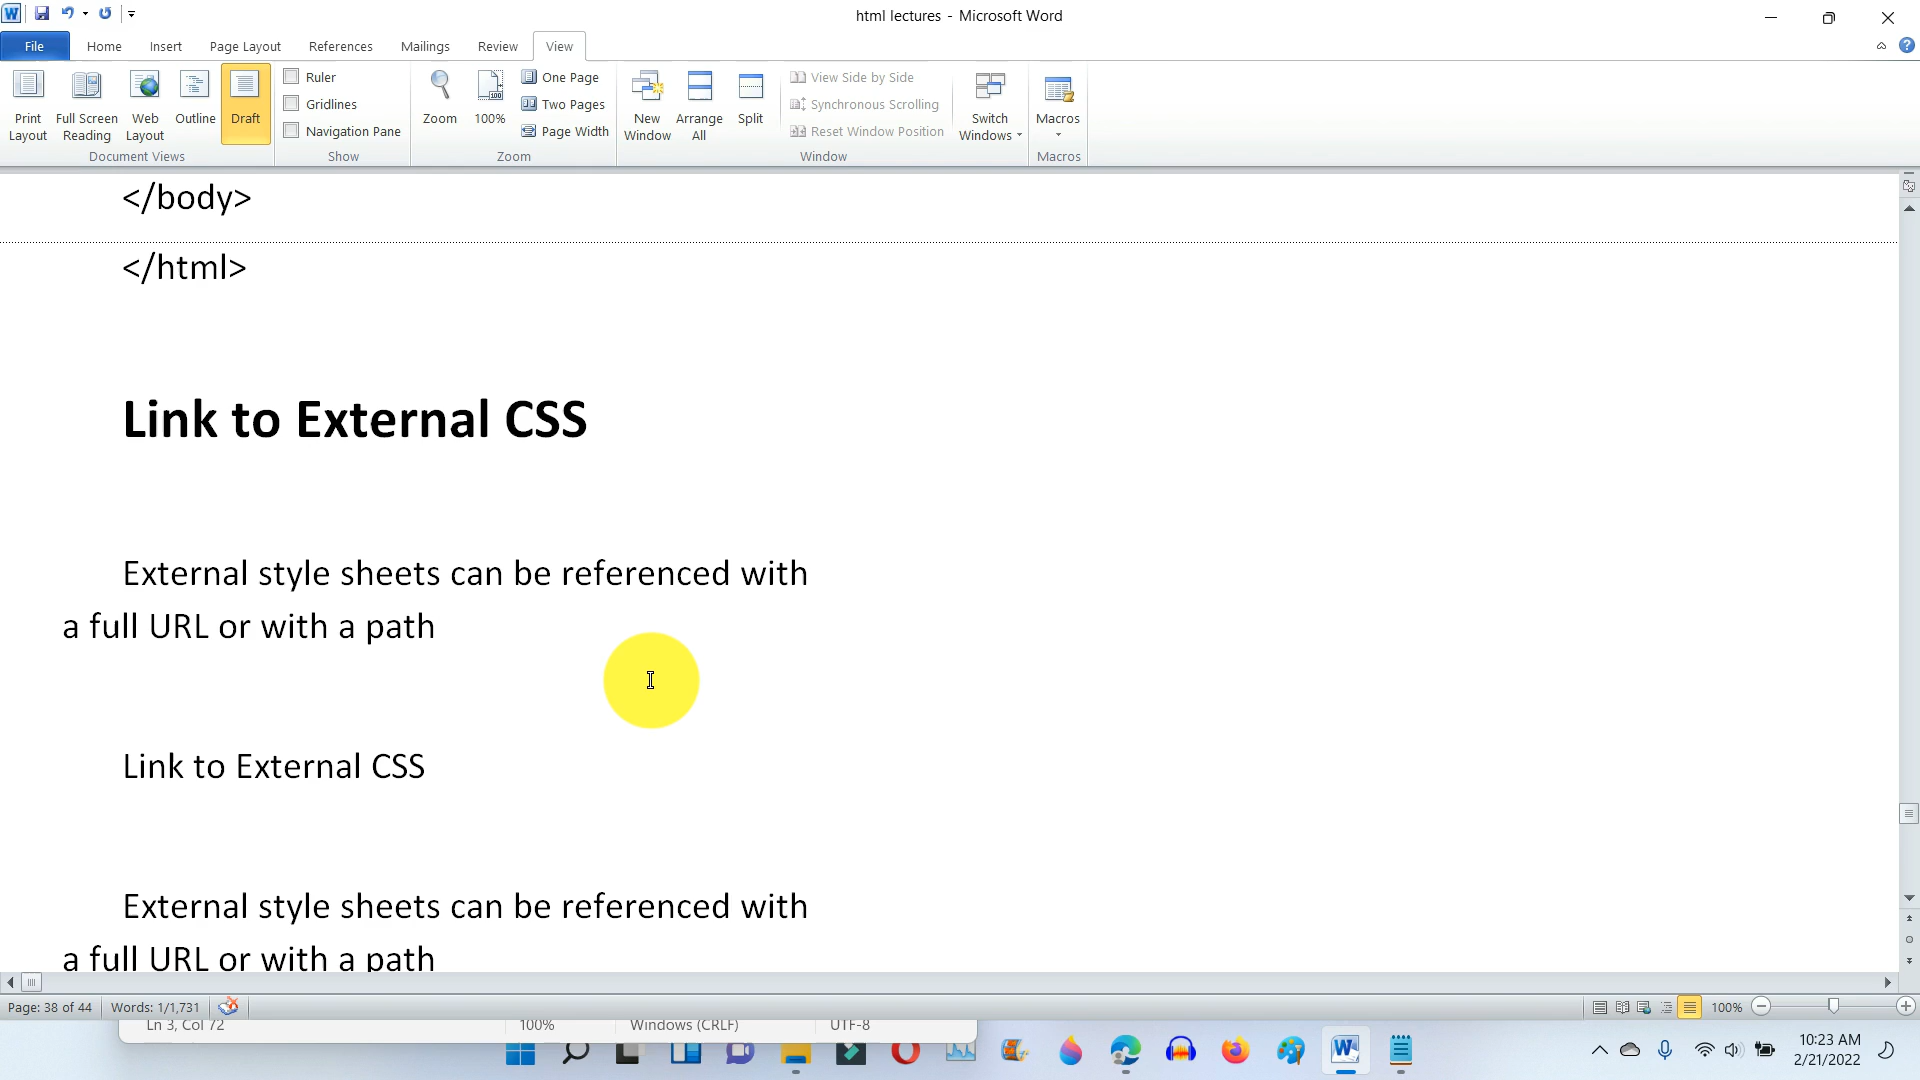 html lectures - Microsoft Word
File Home Insert Page Layout References Mailings Review View
Print Layout
Full Screen Reading
Web Layout
Outline
Draft
Document Views
Ruler
Gridlines
Navigation Pane
Show
Zoom
100%
One Page
Two Pages
Page Width
Zoom
New Window
Arrange All
Split
View Side by Side
Synchronous Scrolling
Reset Window Position
Window
Switch Windows
Macros
Macros
</body>
</html>
Link to External CSS
External style sheets can be referenced with
a full URL or with a path
Link to External CSS
External style sheets can be referenced with
a full URL or with a path
Page: 38 of 44 Words: 1/1,731 100%
Ln 3, Col 72 100% Windows (CRLF) UTF-8
10:23 AM
2/21/2022